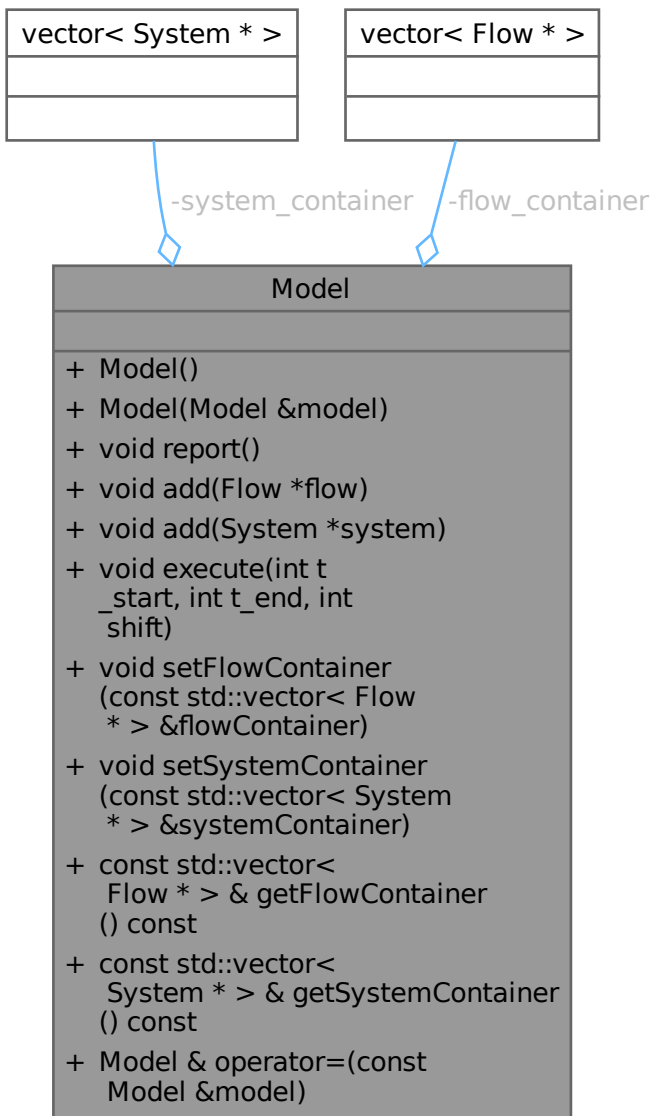 vector< System * >
vector< Flow * >
-system_container
-flow_container
Model
+ Model()
+ Model(Model &model)
+ void report()
+ void add(Flow *flow)
+ void add(System *system)
+ void execute(int t
_start, int t_end, int
shift)
+ void setFlowContainer
(const std::vector< Flow
* > &flowContainer)
+ void setSystemContainer
(const std::vector< System
* > &systemContainer)
+ const std::vector<
Flow * > & getFlowContainer
() const
+ const std::vector<
System * > & getSystemContainer
() const
+ Model & operator=(const
Model &model)